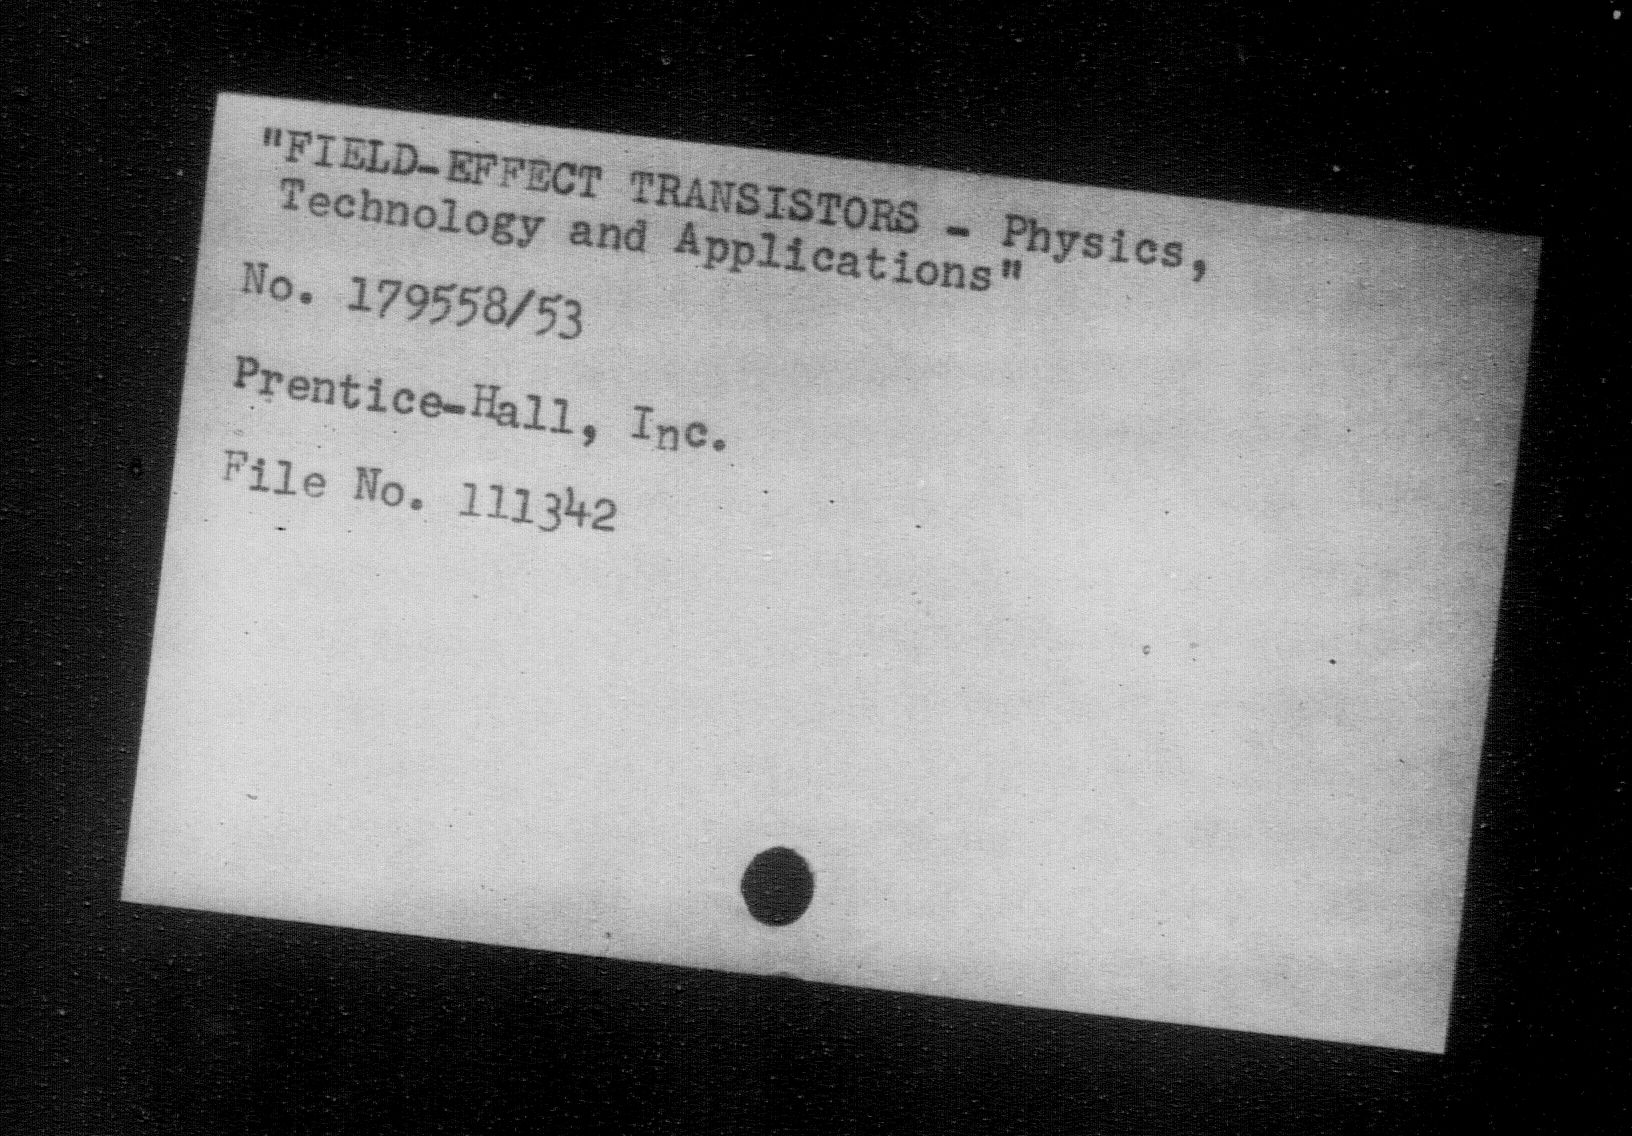 "FIELD-EFFECT TRANSISTORS - Physics,
Technology and Applications"
No. 179558/53
Prentice-Hall, Inc.
File No. 111342